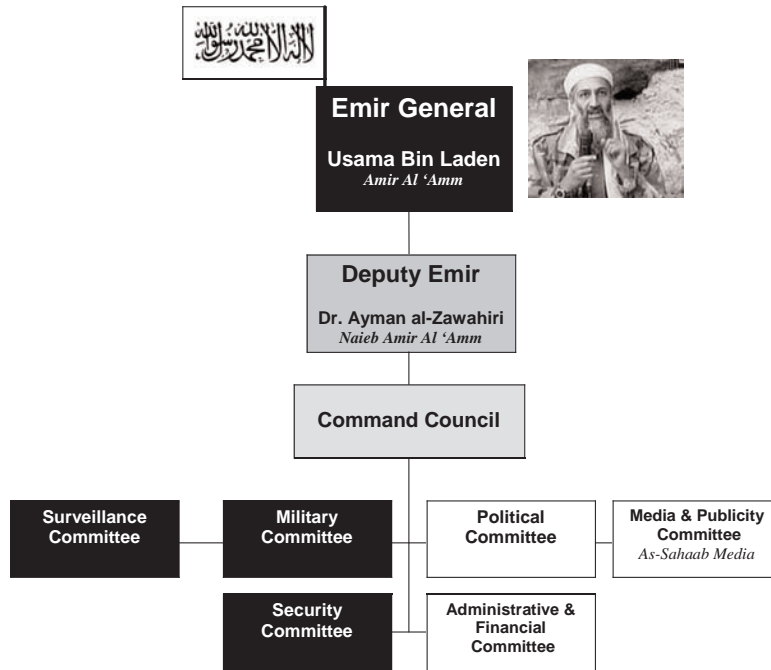 لا إله إلا الله محمد رسول الله
Emir General
Usama Bin Laden
Amir Al ‘Amm
Deputy Emir
Dr. Ayman al-Zawahiri
Naieb Amir Al ‘Amm
Command Council
Surveillance
Committee
Military
Committee
Political
Committee
Media & Publicity
Committee
As-Sahaab Media
Security
Committee
Administrative &
Financial
Committee